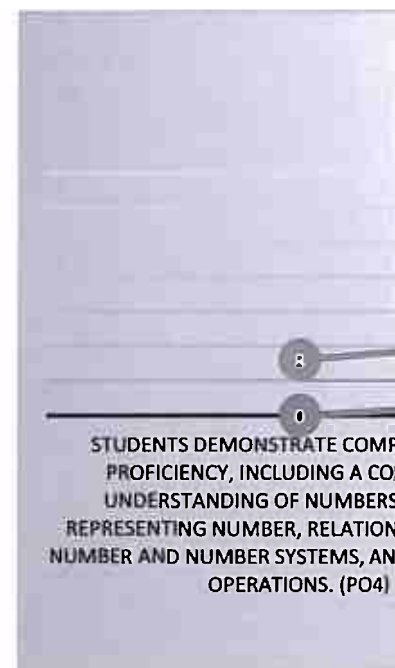 0
STUDENTS DEMONSTRATE COMP
PROFICIENCY, INCLUDING A CO
UNDERSTANDING OF NUMBERS
REPRESENTING NUMBER, RELATION
NUMBER AND NUMBER SYSTEMS, AN
OPERATIONS. (PO4)